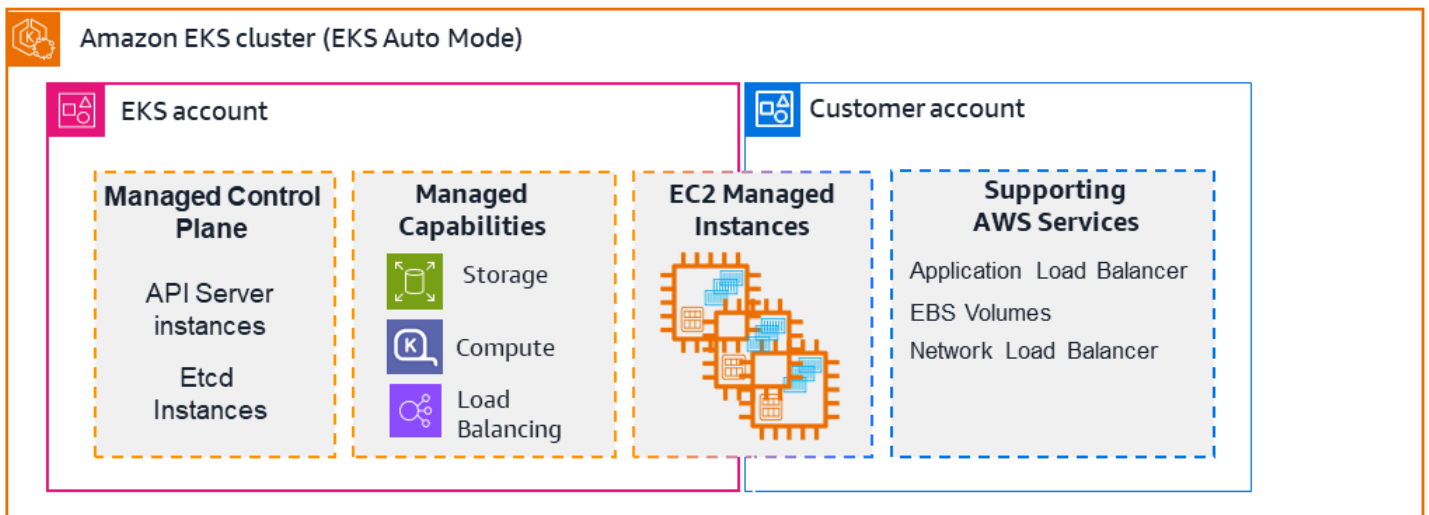 Amazon EKS cluster (EKS Auto Mode)
EKS account
Customer account
Managed Control
Plane
API Server
instances
Etcd
Instances
Managed
Capabilities
Storage
Compute
Load
Balancing
EC2 Managed
Instances
Supporting
AWS Services
Application Load Balancer
EBS Volumes
Network Load Balancer